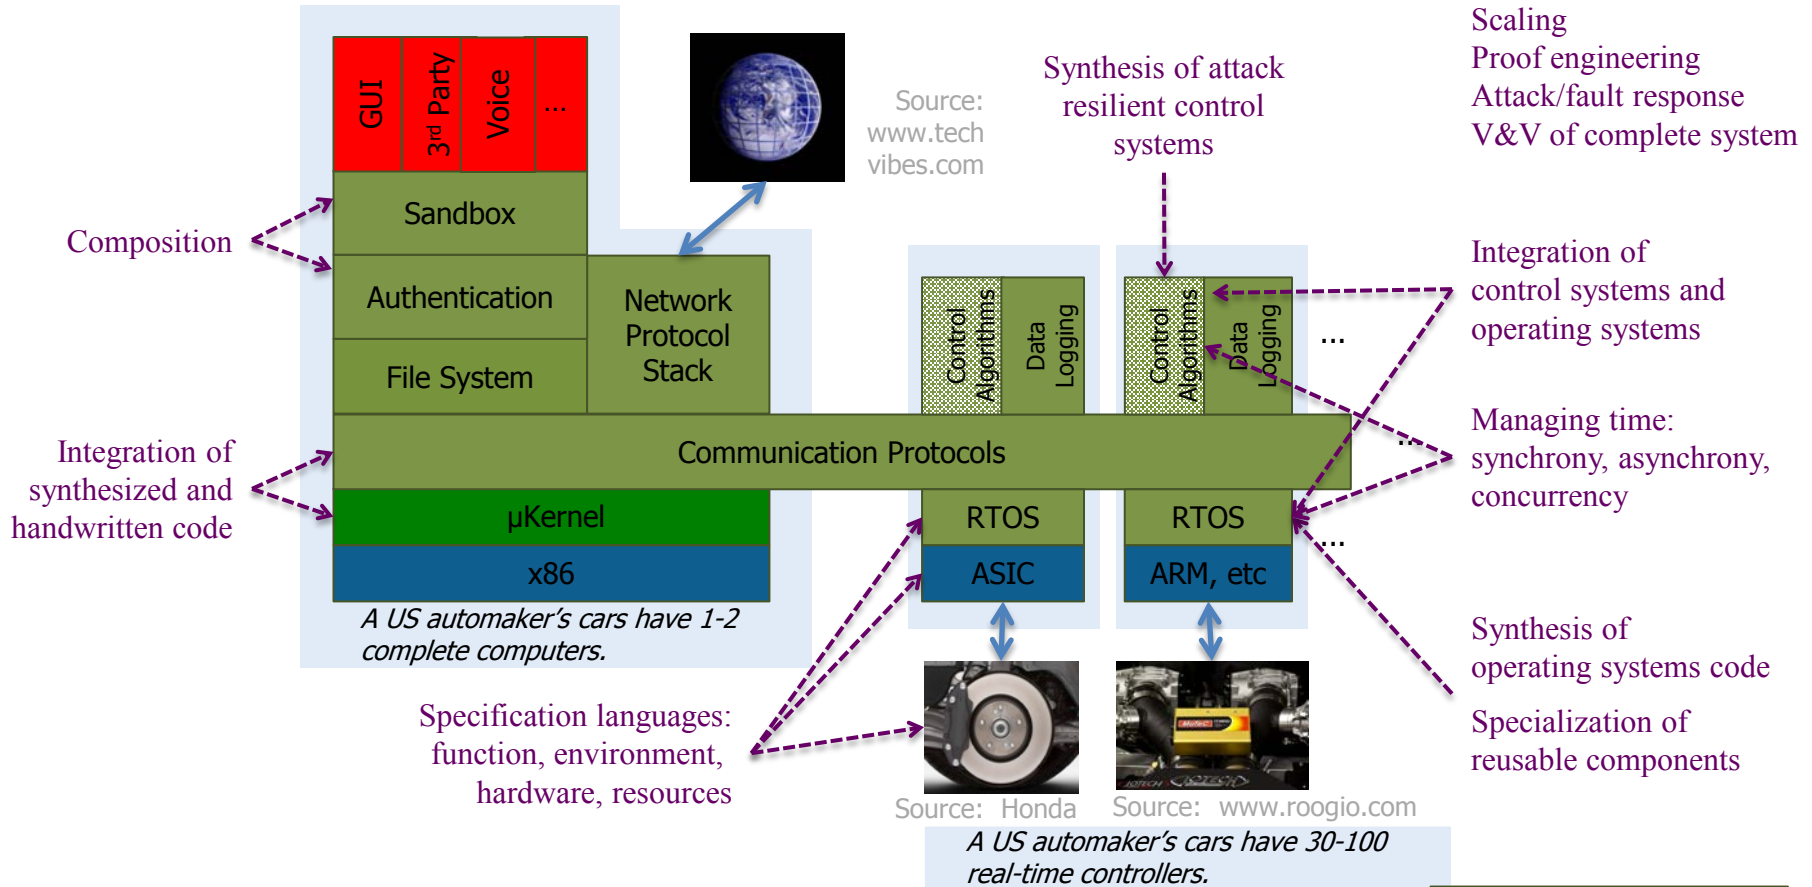 GUI
3rd Party
Voice
...
Source:
www.tech
vibes.com
Synthesis of attack
resilient control
systems
Scaling
Proof engineering
Attack/fault response
V&V of complete system
Composition
Sandbox
Authentication
File System
Network
Protocol
Stack
Control
Algorithms
Data
Logging
Control
Algorithms
Data
Logging
...
Integration of
control systems and
operating systems
Integration of
synthesized and
handwritten code
Communication Protocols
...
Managing time:
synchrony, asynchrony,
concurrency
µKernel
x86
RTOS
ASIC
RTOS
ARM, etc
...
A US automaker’s cars have 1-2
complete computers.
Synthesis of
operating systems code
Specialization of
reusable components
Specification languages:
function, environment,
hardware, resources
MoTeC
Source: Honda
Source: www.roogio.com
A US automaker’s cars have 30-100
real-time controllers.